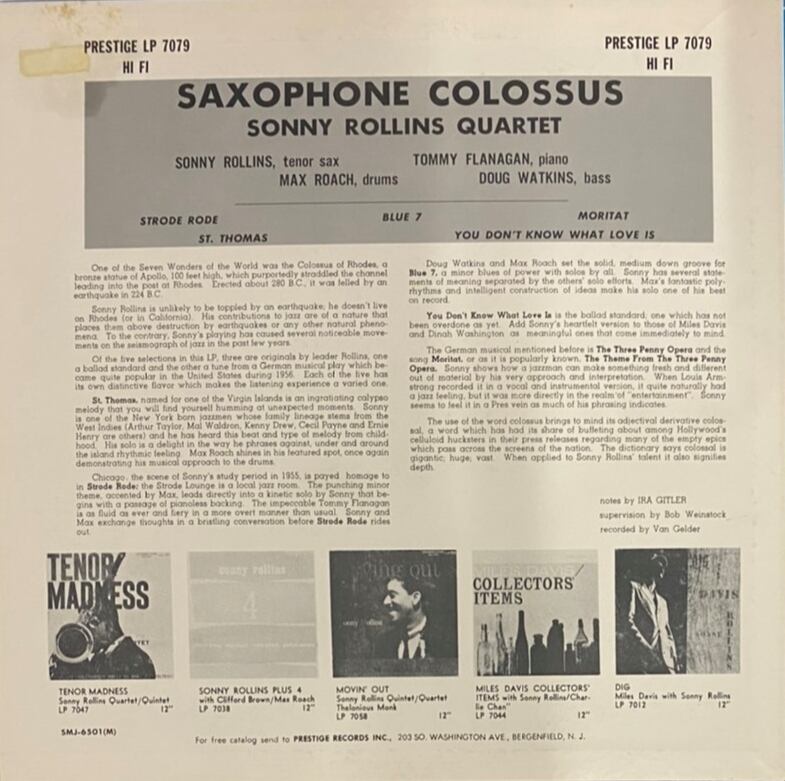 PRESTIGE LP 7079
HI FI
PRESTIGE LP 7079
HI FI
SAXOPHONE COLOSSUS
SONNY ROLLINS QUARTET
SONNY ROLLINS, tenor sax
TOMMY FLANAGAN, piano
MAX ROACH, drums
DOUG WATKINS, bass
STRODE RODE
BLUE 7
MORITAT
ST. THOMAS
YOU DON'T KNOW WHAT LOVE IS
One of the Seven Wonders of the World was the Colossus of Rhodes, a
bronze statue of Apollo, 100 feet high, which purportedly straddled the channel
leading into the post at Rhodes. Erected about 280 B.C., it was felled by an
earthquake in 224 B.C.
Sonny Rollins is unlikely to be toppled by an earthquake; he doesn't live
on Rhodes (or in California). His contributions to jazz are of a nature that
places them above destruction by earthquakes or any other natural pheno-
mena. To the contrary, Sonny's playing has caused several noticeable move-
ments on the seismograph of jazz in the past few years.
Of the five selections in this LP, three are originals by leader Rollins, one
a ballad standard and the other a tune from a German musical play which be-
came quite popular in the United States during 1956. Each of the five has
its own distinctive flavor which makes the listening experience a varied one.
St. Thomas, named for one of the Virgin Islands is an ingratiating calypso
melody that you will find yourself humming at unexpected moments. Sonny
is one of the New York born jazzmen whose family lineage stems from the
West Indies (Arthur Taylor, Mal Waldron, Kenny Drew, Cecil Payne and Ernie
Henry are others) and he has heard this beat and type of melody from child-
hood. His solo is a delight in the way he phrases against, under and around
the island rhythmic feeling. Max Roach shines in his featured spot, once again
demonstrating his musical approach to the drums.
Chicago, the scene of Sonny's study period in 1955, is payed homage to
in Strode Rode; the Strode Lounge is a local jazz room. The punching minor
theme, accented by Max, leads directly into a kinetic solo by Sonny that be-
gins with a passage of pianoless backing. The impeccable Tommy Flanagan
is as fluid as ever and fiery in a more overt manner than usual. Sonny and
Max exchange thoughts in a bristling conversation before Strode Rode rides
out.
Doug Watkins and Max Roach set the solid, medium down groove for
Blue 7, a minor blues of power with solos by all. Sonny has several state-
ments of meaning separated by the others' solo efforts. Max's fantastic poly-
rhythms and intelligent construction of ideas make his solo one of his best
on record.
You Don't Know What Love Is is the ballad standard, one which has not
been overdone as yet. Add Sonny's heartfelt version to those of Miles Davis
and Dinah Washington as meaningful ones that come immediately to mind.
The German musical mentioned before is The Three Penny Opera and the
song Moritat, or as it is popularly known, The Theme From The Three Penny
Opera. Sonny shows how a jazzman can make something fresh and different
out of material by his very approach and interpretation. When Louis Arm-
strong recorded it in a vocal and instrumental version, it quite naturally had
a jazz feeling, but it was more directly in the realm of "entertainment". Sonny
seems to feel it in a Pres vein as much of his phrasing indicates.
The use of the word colossus brings to mind its adjectival derivative colos-
sal, a word which has had its share of buffeting about among Hollywood's
celluloid hucksters in their press releases regarding many of the empty epics
which pass across the screens of the nation. The dictionary says colossal is
gigantic; huge; vast. When applied to Sonny Rollins' talent it also signifies
depth.
notes by IRA GITLER
supervision by Bob Weinstock
recorded by Van Gelder
TENOR
MADNESS
sonny rollins
4
ving out
sonny rollins
MILES DAVIS/
COLLECTORS'
ITEMS
DIG
DAVIS
SONNY
ROLLINS
TENOR MADNESS
Sonny Rollins Quartet/Quintet
LP 7047 12"
SONNY ROLLINS PLUS 4
with Clifford Brown/Max Roach
LP 7038 12"
MOVIN' OUT
Sonny Rollins Quintet/Quartet
Thelonious Monk
LP 7058 12"
MILES DAVIS COLLECTORS'
ITEMS with Sonny Rollins/Char-
lie Chan"
LP 7044 12"
DIG
Miles Davis with Sonny Rollins
LP 7012 12"
SMJ-6501(M)
For free catalog send to PRESTIGE RECORDS INC., 203 SO. WASHINGTON AVE., BERGENFIELD, N. J.